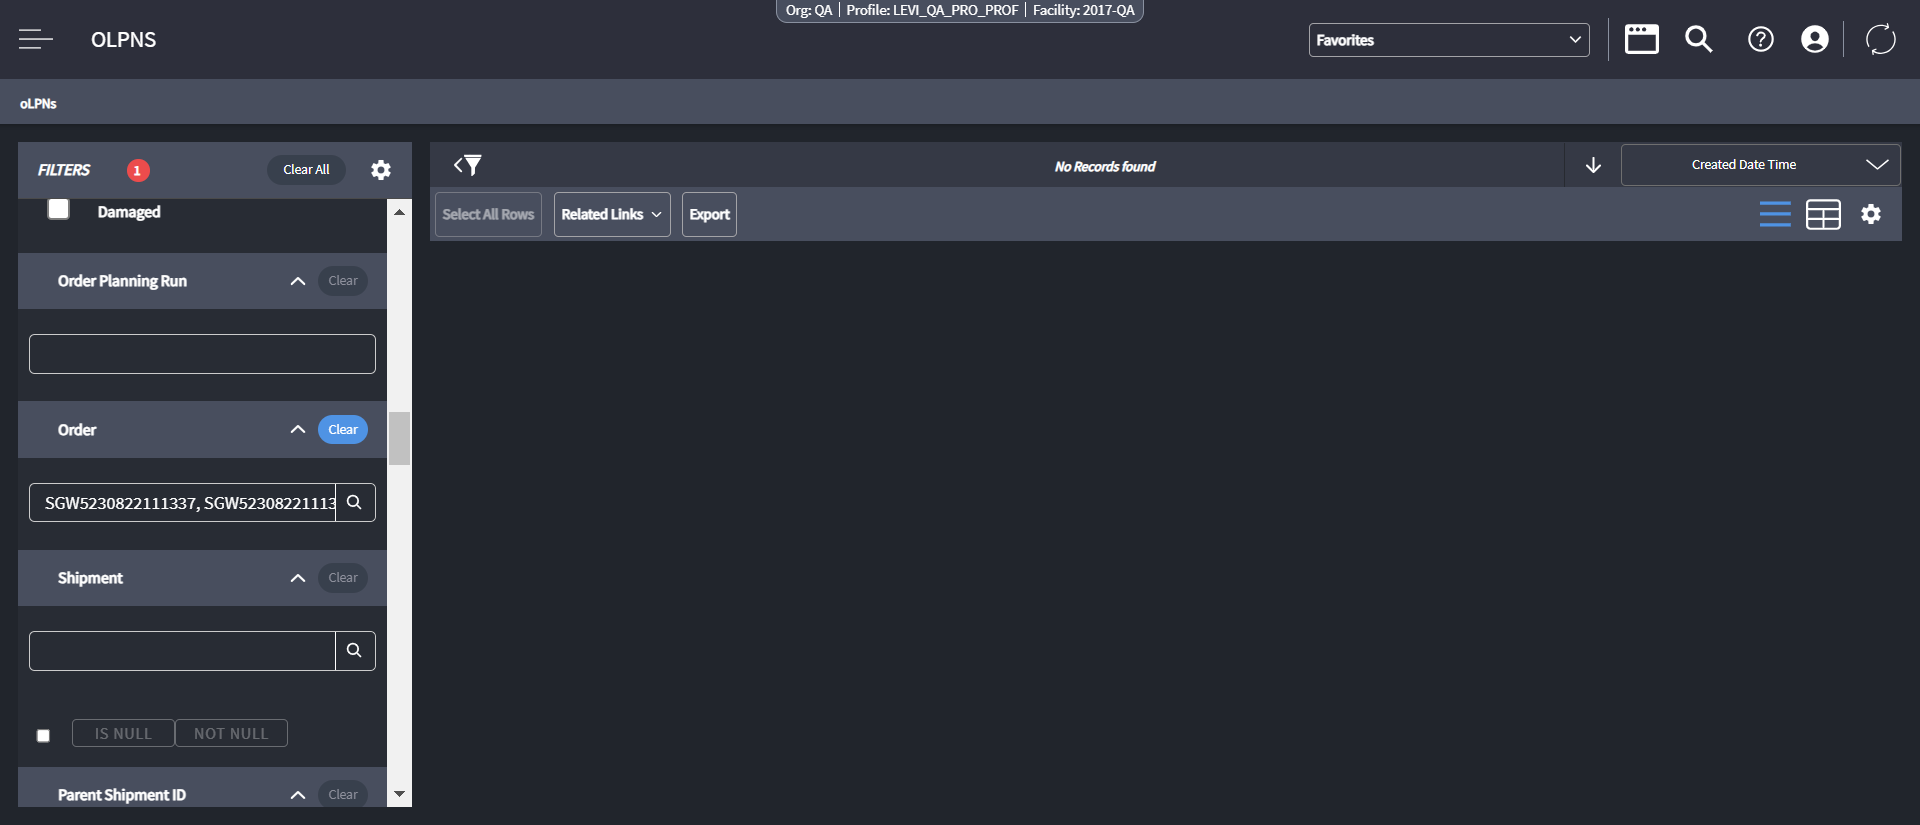 Org: QA | Profile: LEVI_QA_PRO_PROF | Facility: 2017-QA
OLPNS
Favorites
oLPNs
FILTERS
1
Clear All
No Records found
Created Date Time
Damaged
Select All Rows
Related Links
Export
Order Planning Run
Clear
Order
Clear
SGW5230822111337, SGW52308221113
Shipment
Clear
IS NULL
NOT NULL
Parent Shipment ID
Clear